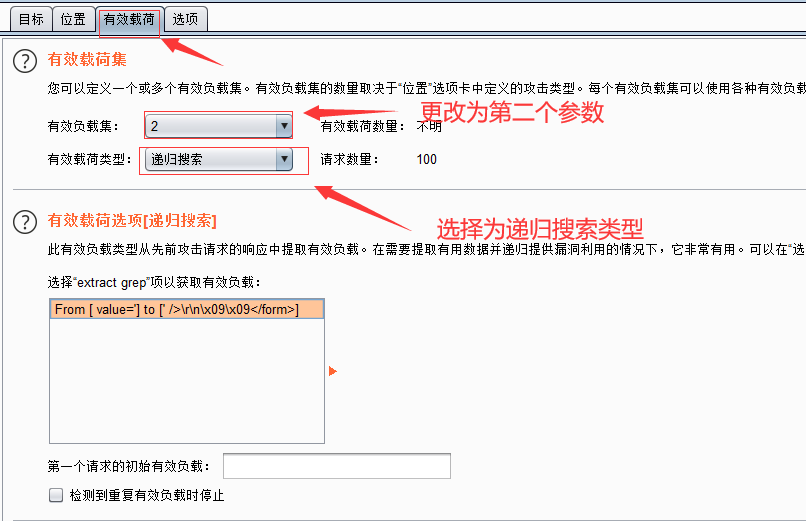 目标 位置 有效载荷 选项
有效载荷集
您可以定义一个或多个有效负载集。有效负载集的数量取决于“位置”选项卡中定义的攻击类型。每个有效负载集可以使用各种有效负载
更改为第二个参数
有效负载集： 2 有效载荷数量： 不明
有效载荷类型： 递归搜索 请求数量： 100
选择为递归搜索类型
有效载荷选项[递归搜索]
此有效负载类型从先前攻击请求的响应中提取有效负载。在需要提取有用数据并递归提供漏洞利用的情况下，它非常有用。可以在“选
选择“extract grep”项以获取有效负载：
From [ value='] to [' />\r\n\x09\x09</form>]
第一个请求的初始有效负载：
检测到重复有效负载时停止